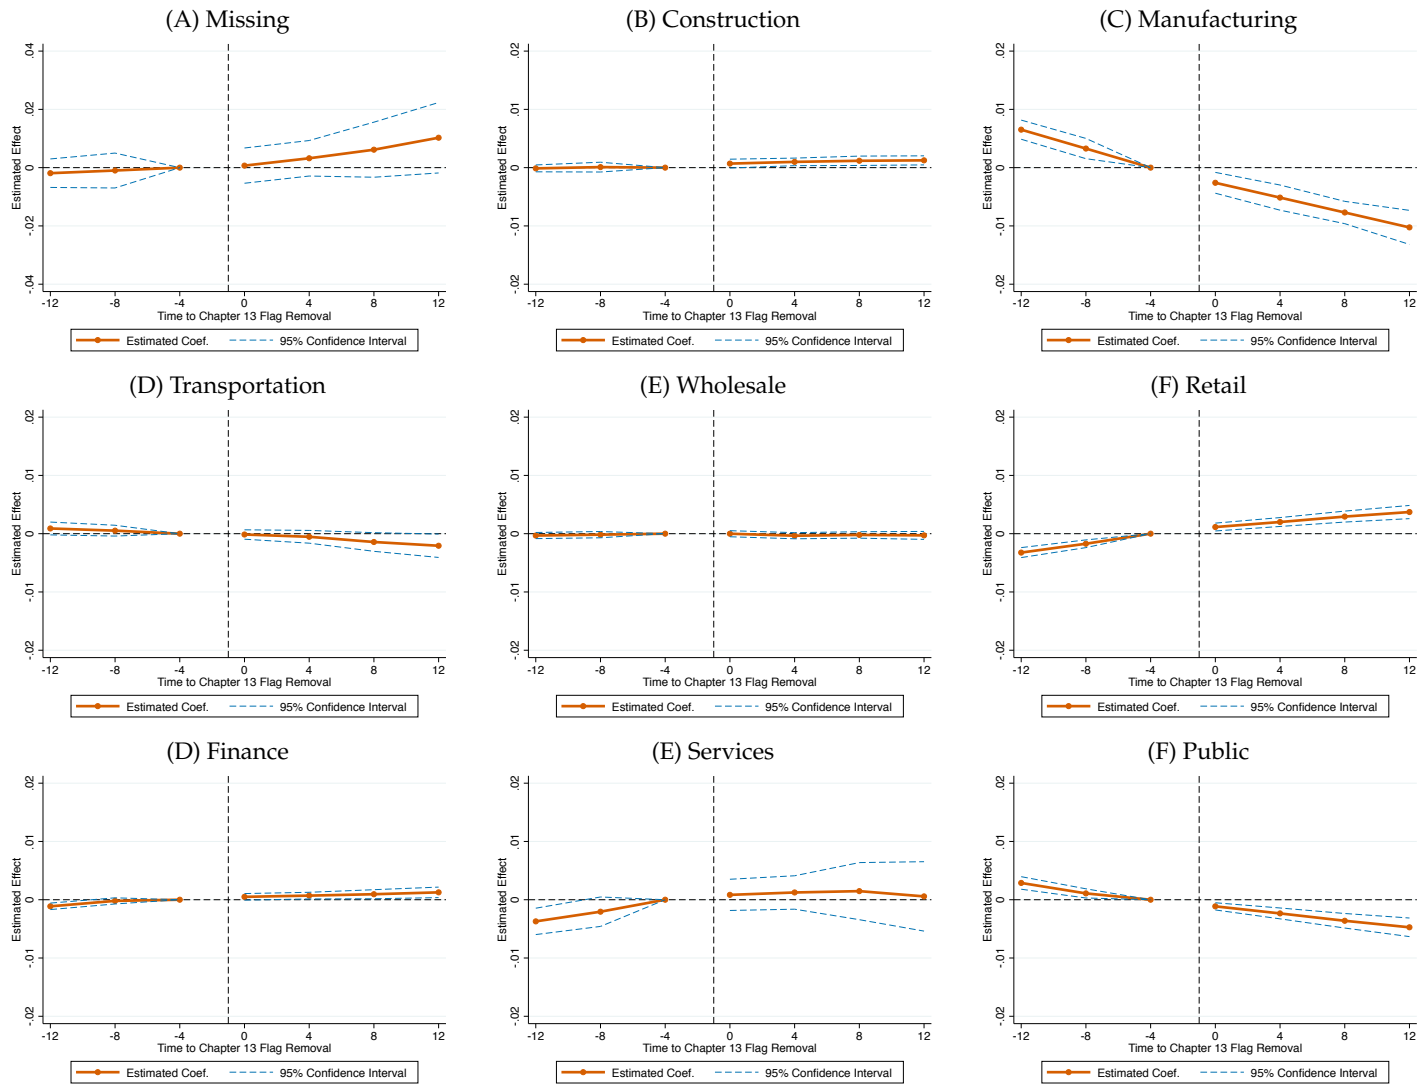 (A) Missing
.04
.02
0
-.02
-.04
Estimated Effect
-12 -8 -4 0 4 8 12
Time to Chapter 13 Flag Removal
Estimated Coef. 95% Confidence Interval
(B) Construction
.02
.01
0
-.01
-.02
Estimated Effect
-12 -8 -4 0 4 8 12
Time to Chapter 13 Flag Removal
Estimated Coef. 95% Confidence Interval
(C) Manufacturing
.02
.01
0
-.01
-.02
Estimated Effect
-12 -8 -4 0 4 8 12
Time to Chapter 13 Flag Removal
Estimated Coef. 95% Confidence Interval
(D) Transportation
.02
.01
0
-.01
-.02
Estimated Effect
-12 -8 -4 0 4 8 12
Time to Chapter 13 Flag Removal
Estimated Coef. 95% Confidence Interval
(E) Wholesale
.02
.01
0
-.01
-.02
Estimated Effect
-12 -8 -4 0 4 8 12
Time to Chapter 13 Flag Removal
Estimated Coef. 95% Confidence Interval
(F) Retail
.02
.01
0
-.01
-.02
Estimated Effect
-12 -8 -4 0 4 8 12
Time to Chapter 13 Flag Removal
Estimated Coef. 95% Confidence Interval
(D) Finance
.02
.01
0
-.01
-.02
Estimated Effect
-12 -8 -4 0 4 8 12
Time to Chapter 13 Flag Removal
Estimated Coef. 95% Confidence Interval
(E) Services
.02
.01
0
-.01
-.02
Estimated Effect
-12 -8 -4 0 4 8 12
Time to Chapter 13 Flag Removal
Estimated Coef. 95% Confidence Interval
(F) Public
.02
.01
0
-.01
-.02
Estimated Effect
-12 -8 -4 0 4 8 12
Time to Chapter 13 Flag Removal
Estimated Coef. 95% Confidence Interval